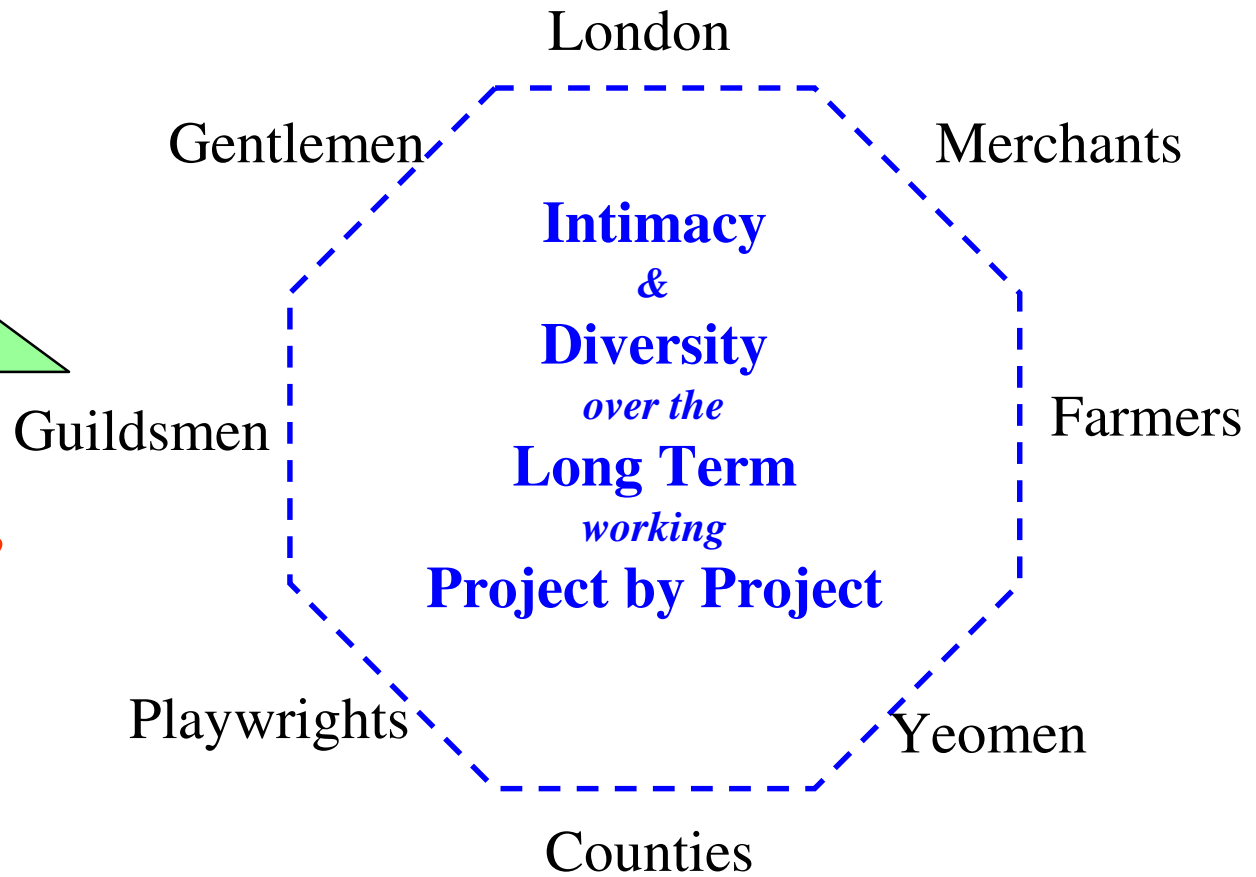 London
Gentlemen
Merchants
Intimacy
&
Diversity
over the
Long Term
working
Project by Project
Guildsmen
Farmers
Playwrights
Yeomen
Counties